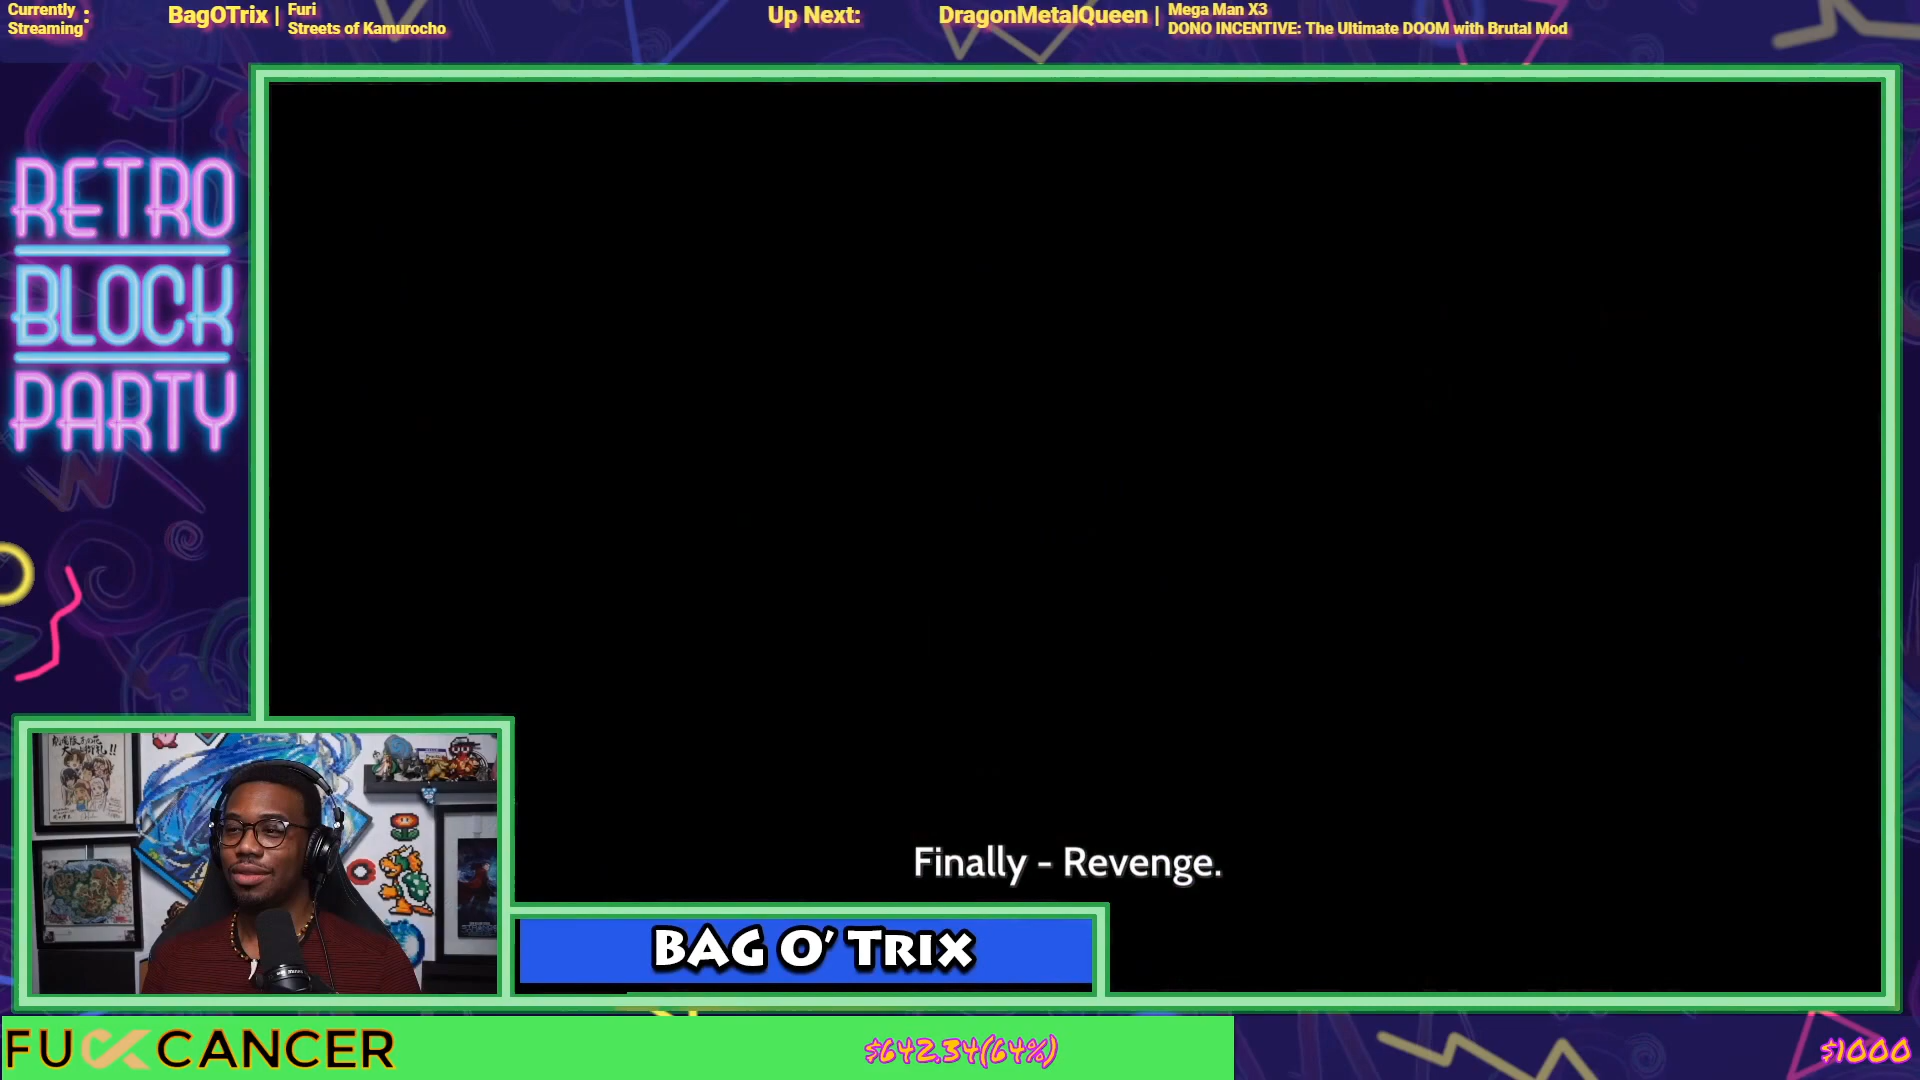 Currently
Streaming
:
BagOTrix |
Furi
Streets of Kamurocho
Up Next:
DragonMetalQueen |
Mega Man X3
DONO INCENTIVE: The Ultimate DOOM with Brutal Mod
RETRO
BLOCK
PARTY
Finally - Revenge.
BAG O' TRIX
FUCK CANCER
$642.34(64%)
$1000